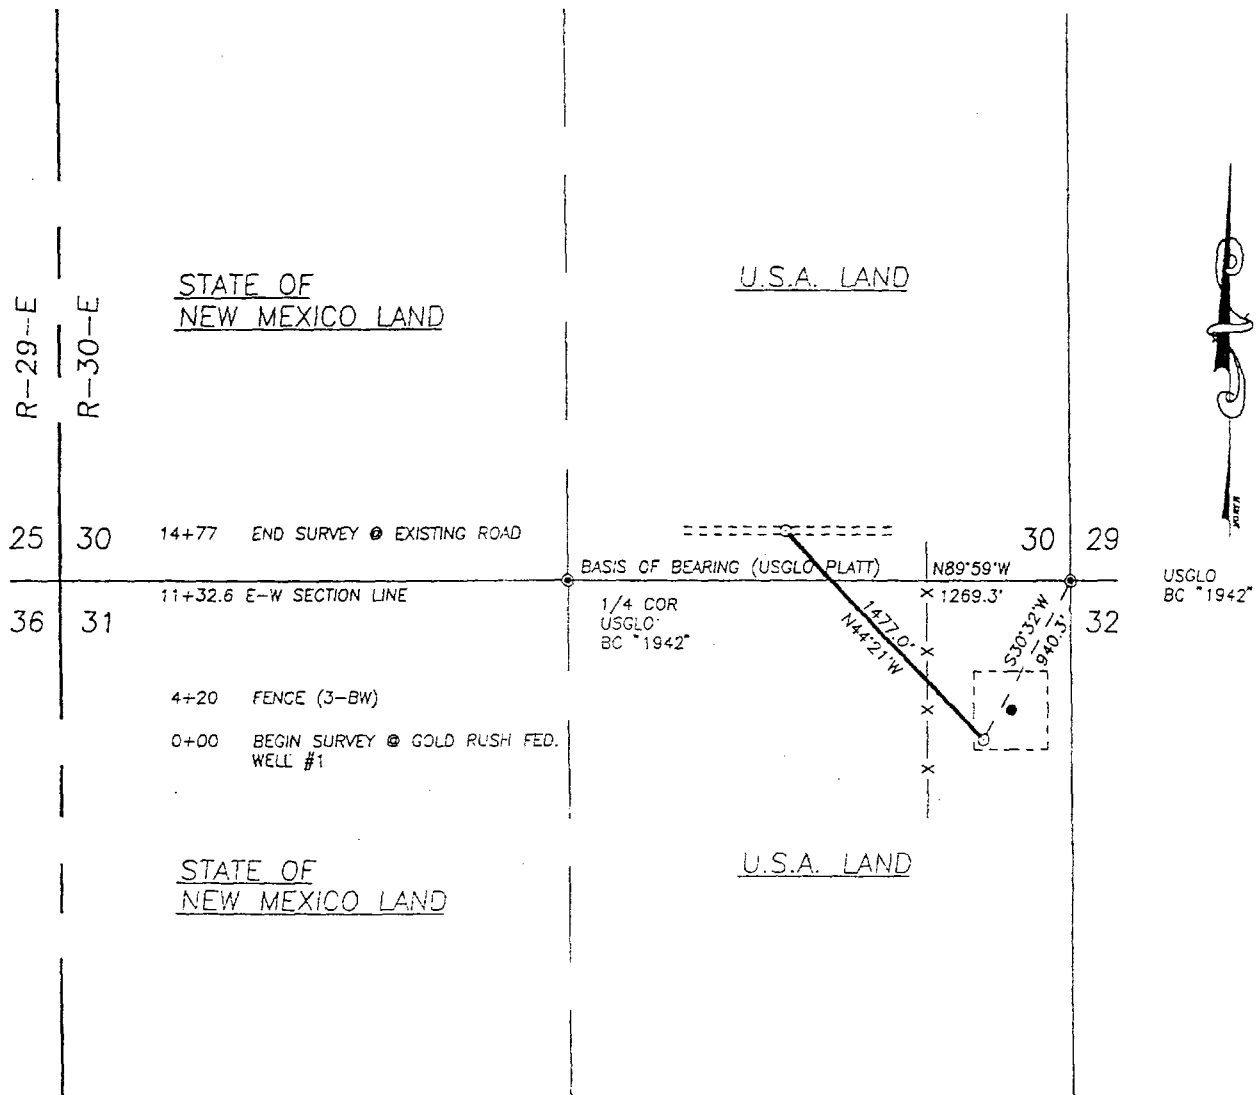 STATE OF
NEW MEXICO LAND
U.S.A. LAND
R-29-E
R-30-E
NORTH
25
30
14+77 END SURVEY @ EXISTING ROAD
30
29
BASIS OF BEARING (USGLO PLATT)
N89°59'W
1269.3'
USGLO
BC "1942"
36
31
11+32.6 E-W SECTION LINE
1/4 COR
USGLO
BC "1942"
32
1477.0'
N44°21'W
S30°32'W
940.3'
4+20 FENCE (3-BW)
0+00 BEGIN SURVEY @ GOLD RUSH FED.
WELL #1
STATE OF
NEW MEXICO LAND
U.S.A. LAND